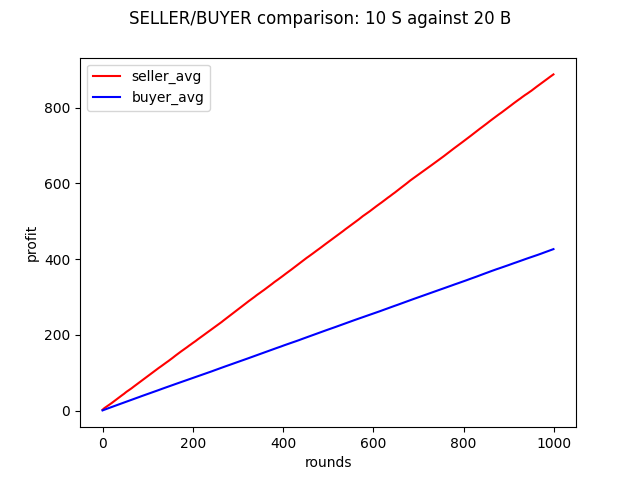 SELLER/BUYER comparison: 10 S against 20 B
seller_avg
buyer_avg
800
600
400
200
0
profit
0 200 400 600 800 1000
rounds